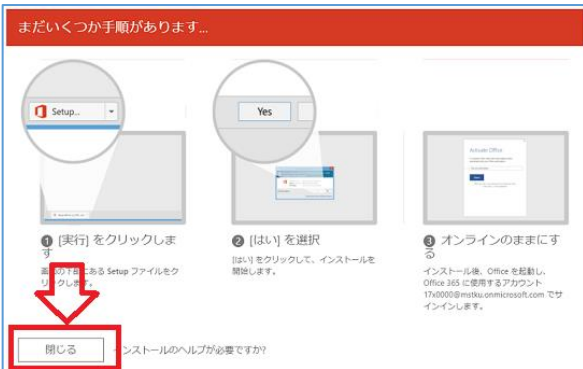 まだいくつか手順があります...
Setup...
Yes
Activate Office
❶ [実行] をクリックしま
す
画面の下部にある Setup ファイルをク
リックします。
❷ [はい] を選択
[はい] をクリックして、インストールを
開始します。
❸ オンラインのままにす
る
インストール後、Office を起動し、
Office 365 に使用するアカウント
17x0000@mstku.onmicrosoft.com でサ
インインします。
閉じる
インストールのヘルプが必要ですか?